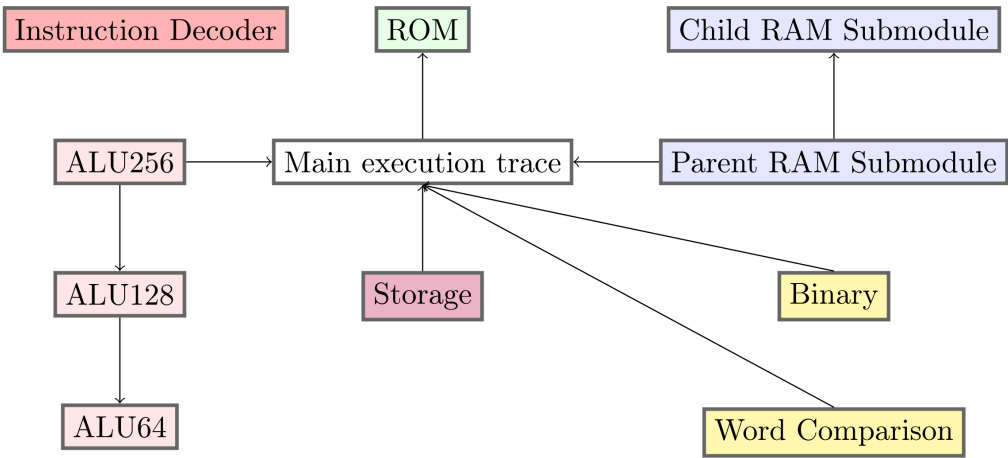 Instruction Decoder
ROM
Child RAM Submodule
ALU256
Main execution trace
Parent RAM Submodule
ALU128
Storage
Binary
ALU64
Word Comparison